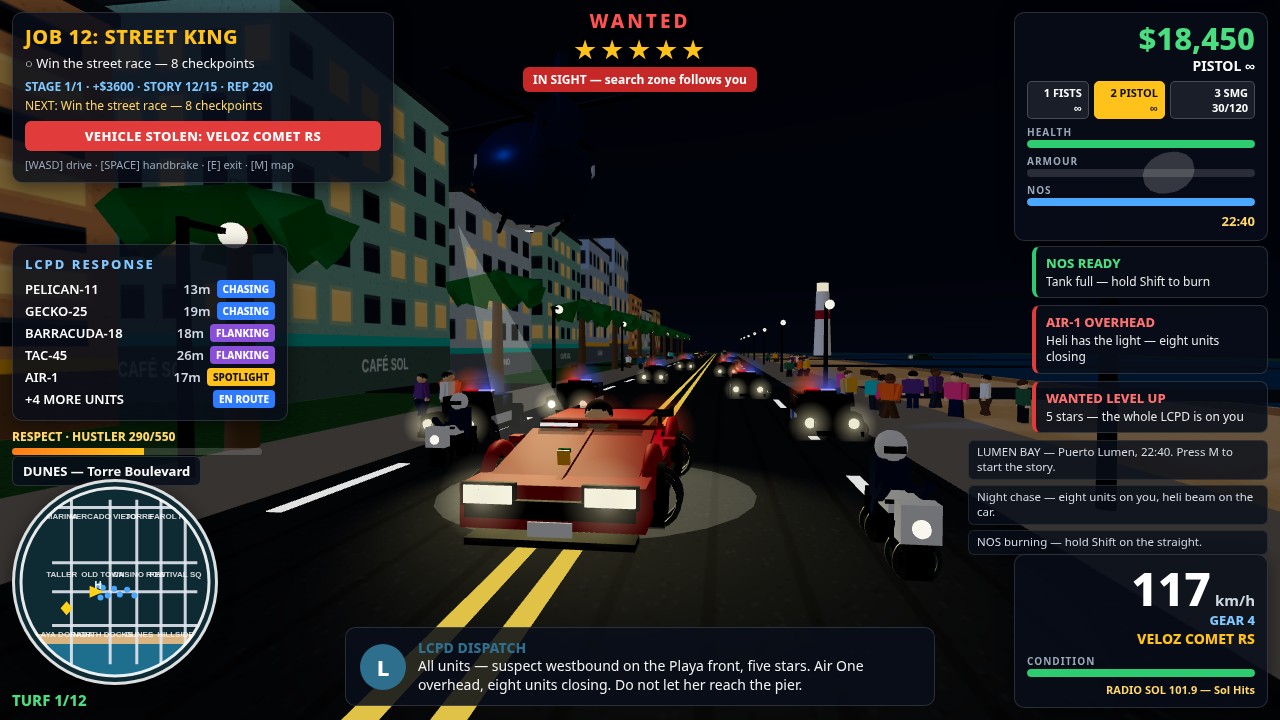 JOB 12: STREET KING
○ Win the street race — 8 checkpoints
STAGE 1/1 · +$3600 · STORY 12/15 · REP 290
NEXT: Win the street race — 8 checkpoints
VEHICLE STOLEN: VELOZ COMET RS
[WASD] drive · [SPACE] handbrake · [E] exit · [M] map
WANTED
★★★★★
IN SIGHT — search zone follows you
$18,450
PISTOL ∞
1 FISTS ∞
2 PISTOL ∞
3 SMG 30/120
HEALTH
ARMOUR
NOS
22:40
LCPD RESPONSE
PELICAN-11 13m CHASING
GECKO-25 19m CHASING
BARRACUDA-18 18m FLANKING
TAC-45 26m FLANKING
AIR-1 17m SPOTLIGHT
+4 MORE UNITS EN ROUTE
CAFÉ SOL
RESPECT · HUSTLER 290/550
DUNES — Torre Boulevard
TALLER
OLD TOWN
H
TURF 1/12
NOS READY
Tank full — hold Shift to burn
AIR-1 OVERHEAD
Heli has the light — eight units
closing
WANTED LEVEL UP
5 stars — the whole LCPD is on you
LUMEN BAY — Puerto Lumen, 22:40. Press M to
start the story.
Night chase — eight units on you, heli beam on the
car.
NOS burning — hold Shift on the straight.
L
LCPD DISPATCH
All units — suspect westbound on the Playa front, five stars. Air One
overhead, eight units closing. Do not let her reach the pier.
117 km/h
GEAR 4
VELOZ COMET RS
CONDITION
RADIO SOL 101.9 — Sol Hits